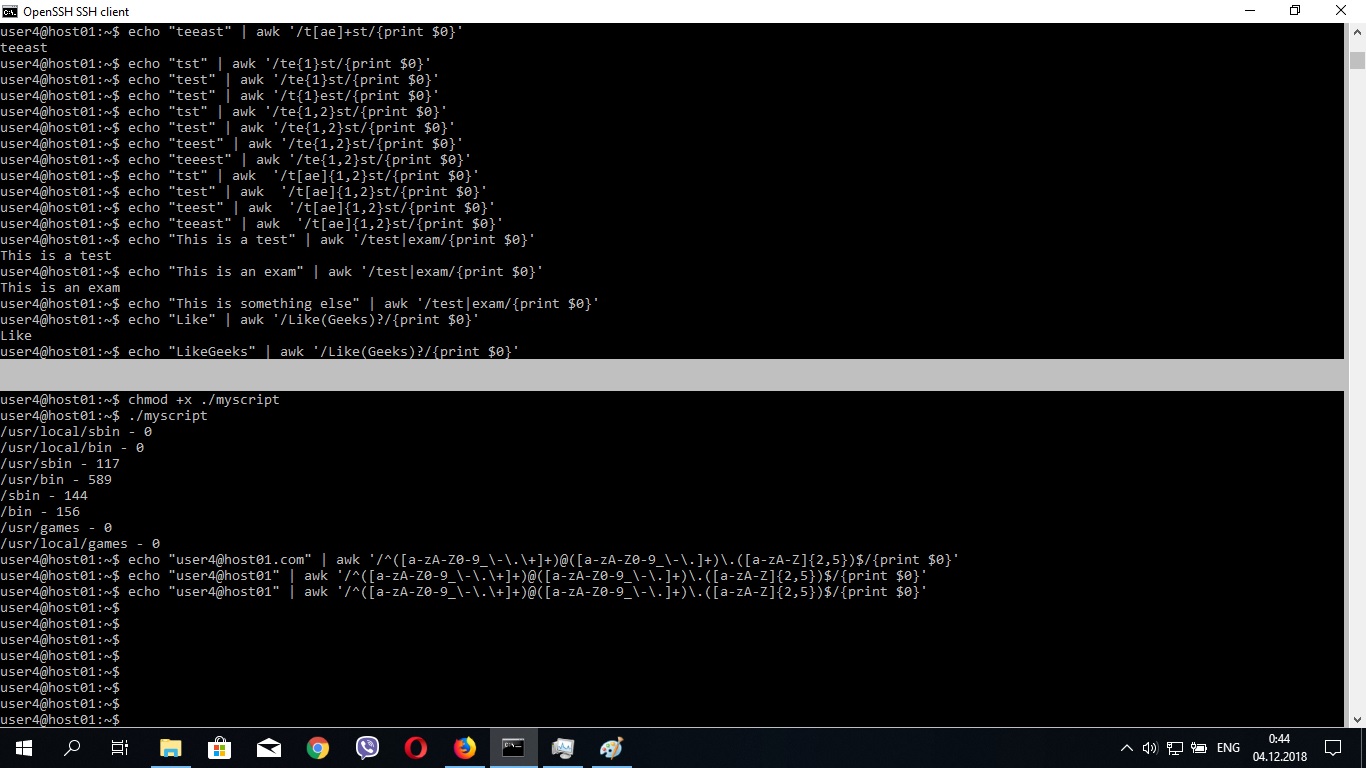 OpenSSH SSH client
user4@host01:~$ echo "teeast" | awk '/t[ae]+st/{print $0}'
teeast
user4@host01:~$ echo "tst" | awk '/te{1}st/{print $0}'
user4@host01:~$ echo "test" | awk '/te{1}est/{print $0}'
user4@host01:~$ echo "test" | awk '/t{1}est/{print $0}'
user4@host01:~$ echo "tst" | awk '/te{1,2}st/{print $0}'
user4@host01:~$ echo "test" | awk '/te{1,2}st/{print $0}'
user4@host01:~$ echo "teest" | awk '/te{1,2}st/{print $0}'
user4@host01:~$ echo "teeest" | awk '/te{1,2}st/{print $0}'
user4@host01:~$ echo "tst" | awk  '/t[ae]{1,2}st/{print $0}'
user4@host01:~$ echo "test" | awk  '/t[ae]{1,2}st/{print $0}'
user4@host01:~$ echo "teest" | awk  '/t[ae]{1,2}st/{print $0}'
user4@host01:~$ echo "teeast" | awk  '/t[ae]{1,2}st/{print $0}'
user4@host01:~$ echo "This is a test" | awk '/test|exam/{print $0}'
This is a test
user4@host01:~$ echo "This is an exam" | awk '/test|exam/{print $0}'
This is an exam
user4@host01:~$ echo "This is something else" | awk '/test|exam/{print $0}'
user4@host01:~$ echo "Like" | awk '/Like(Geeks)?/{print $0}'
Like
user4@host01:~$ echo "LikeGeeks" | awk '/Like(Geeks)?/{print $0}'
user4@host01:~$ chmod +x ./myscript
user4@host01:~$ ./myscript
/usr/local/sbin - 0
/usr/local/bin - 0
/usr/sbin - 117
/usr/bin - 589
/sbin - 144
/bin - 156
/usr/games - 0
/usr/local/games - 0
user4@host01:~$ echo "user4@host01.com" | awk '/^([a-zA-Z0-9_\-\.\+]+)@([a-zA-Z0-9_\-\.]+)\.([a-zA-Z]{2,5})$/{print $0}'
user4@host01:~$ echo "user4@host01" | awk '/^([a-zA-Z0-9_\-\.\+]+)@([a-zA-Z0-9_\-\.]+)\.([a-zA-Z]{2,5})$/{print $0}'
user4@host01:~$ echo "user4@host01" | awk '/^([a-zA-Z0-9_\-\.\+]+)@([a-zA-Z0-9_\-\.]+)\.([a-zA-Z]{2,5})$/{print $0}'
user4@host01:~$
user4@host01:~$
user4@host01:~$
user4@host01:~$
user4@host01:~$
user4@host01:~$
user4@host01:~$
user4@host01:~$
ENG
0:44
04.12.2018